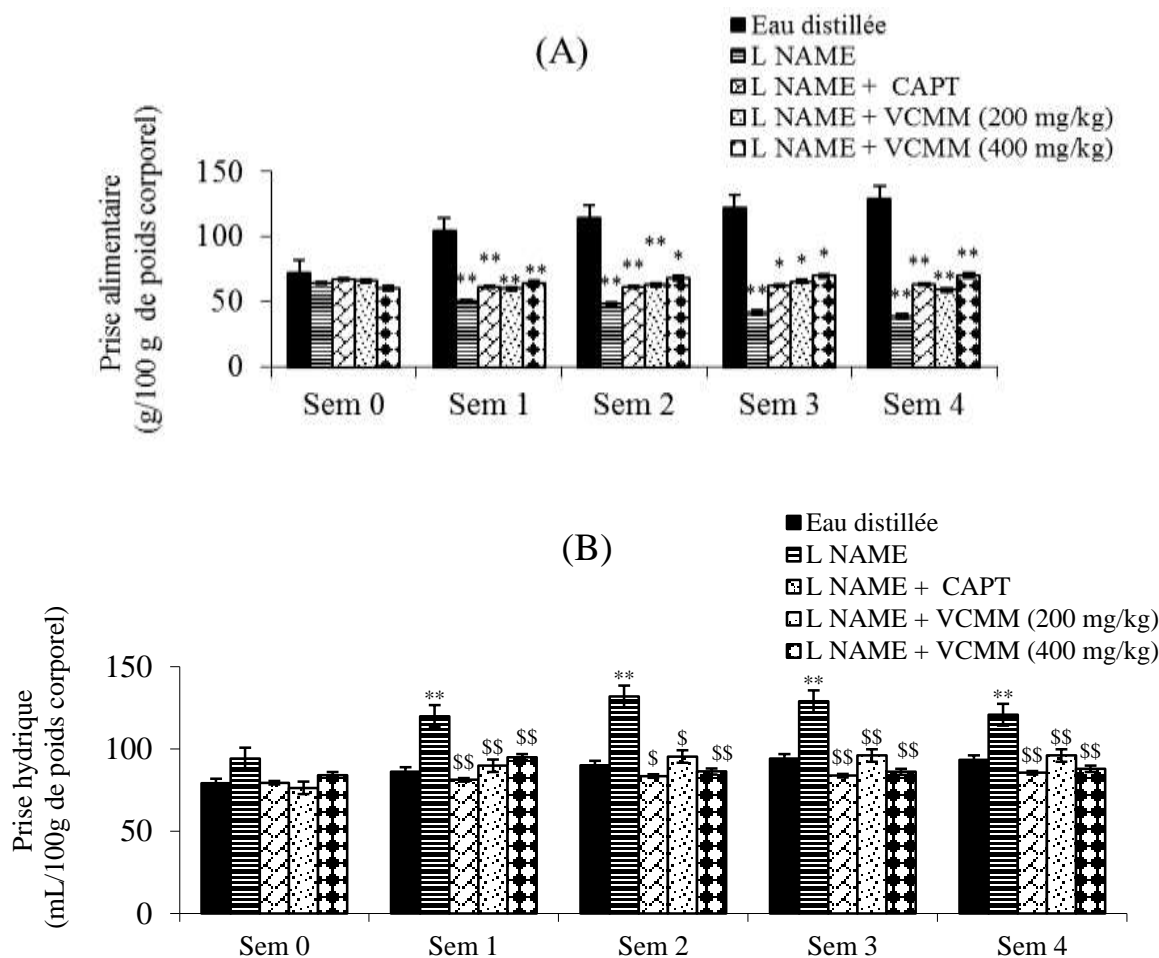 (A)
Eau distillée
L NAME
L NAME + CAPT
L NAME + VCMM (200 mg/kg)
L NAME + VCMM (400 mg/kg)
Prise alimentaire
(g/100 g de poids corporel)
150
100
50
0
** ** ** **
** ** ** *
** * * *
** ** ** **
Sem 0 Sem 1 Sem 2 Sem 3 Sem 4
(B)
Eau distillée
L NAME
L NAME + CAPT
L NAME + VCMM (200 mg/kg)
L NAME + VCMM (400 mg/kg)
Prise hydrique
(mL/100g de poids corporel)
150
100
50
0
** $$ $$ $$
** $ $ $$
** $$ $$ $$
** $$ $$ $$
Sem 0 Sem 1 Sem 2 Sem 3 Sem 4